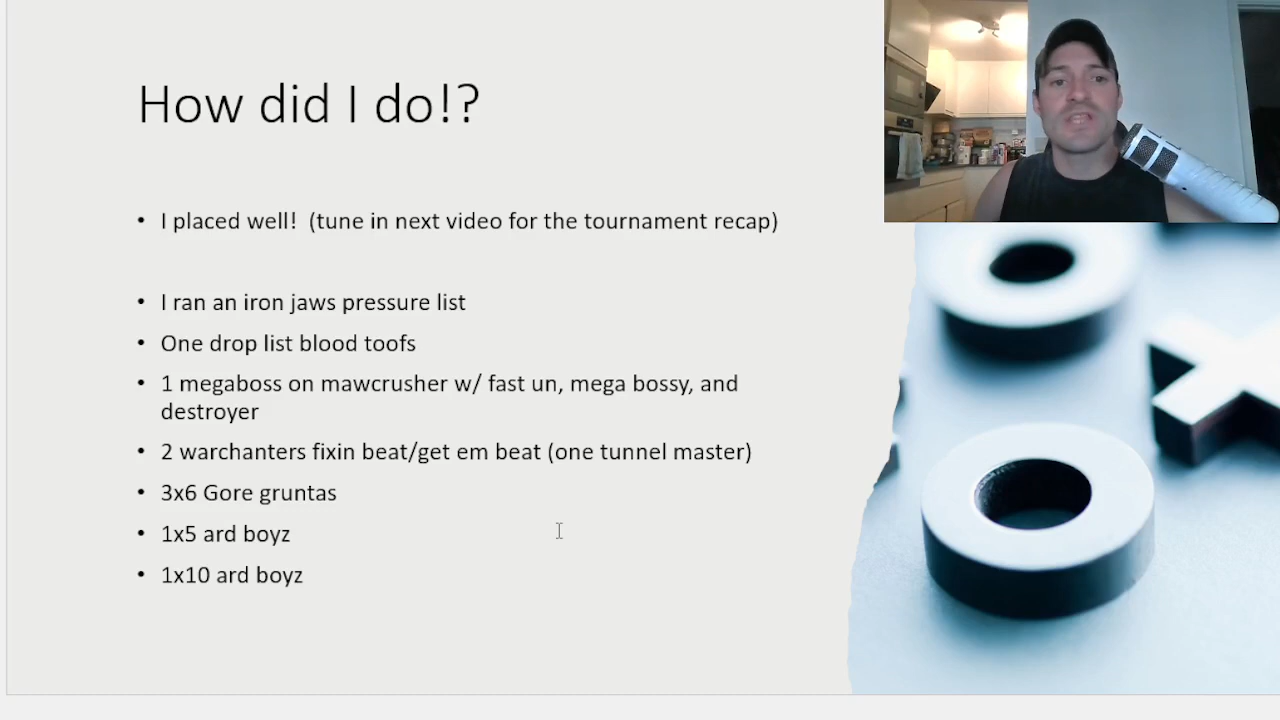 How did I do!?
• I placed well!  (tune in next video for the tournament recap)
• I ran an iron jaws pressure list
• One drop list blood toofs
• 1 megaboss on mawcrusher w/ fast un, mega bossy, and
destroyer
• 2 warchanters fixin beat/get em beat (one tunnel master)
• 3x6 Gore gruntas
• 1x5 ard boyz
• 1x10 ard boyz